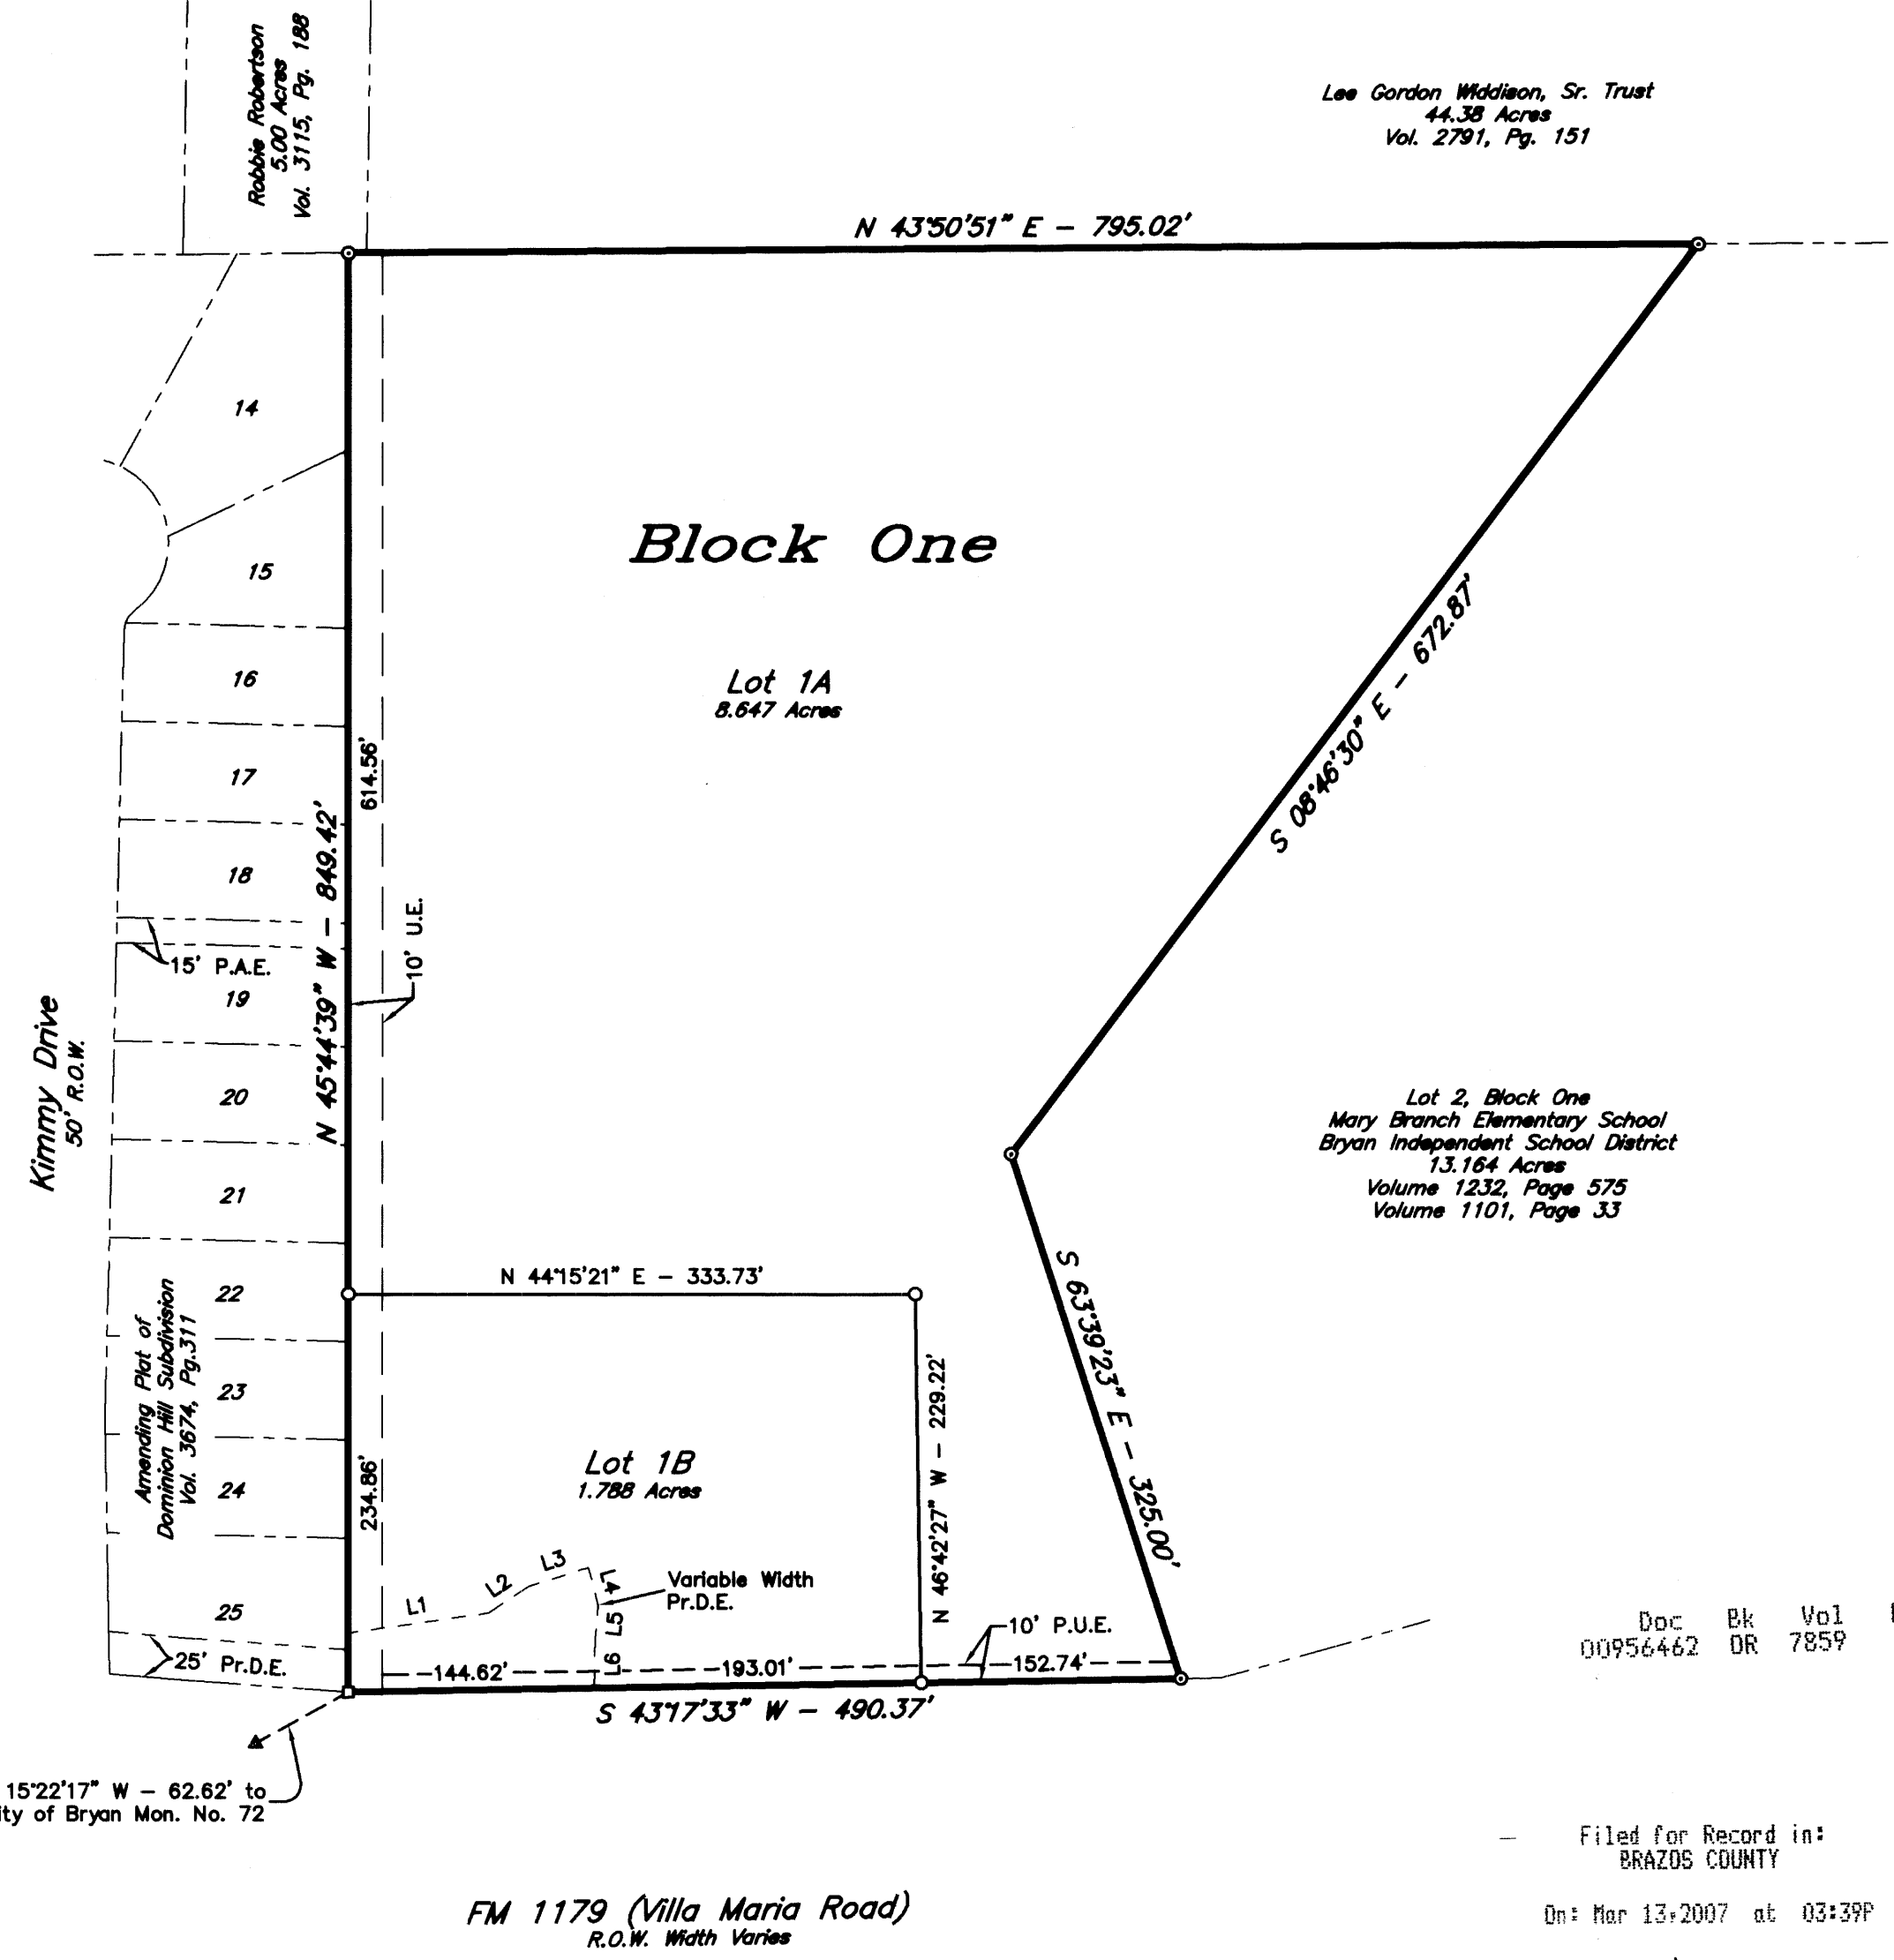 Robbie Robertson
5.00 Acres
Vol. 3115, Pg. 188
Lee Gordon Widdison, Sr. Trust
44.38 Acres
Vol. 2791, Pg. 151
N 43°50'51" E - 795.02'
14
Block One
15
16
Lot 1A
8.647 Acres
S 08°46'30" E - 672.87'
17
614.56'
N 45°44'39" W - 849.42'
18
10' U.E.
15' P.A.E.
19
Kimmy Drive
50' R.O.W.
20
21
Lot 2, Block One
Mary Branch Elementary School
Bryan Independent School District
13.164 Acres
Volume 1232, Page 575
Volume 1101, Page 33
22
N 44°15'21" E - 333.73'
S 63°39'23" E - 325.00'
Amending Plat of
Dominion Hill Subdivision
Vol. 3674, Pg.311
23
24
Lot 1B
1.788 Acres
234.86'
N 46°42'27" W - 229.22'
L1
L2
L3
L4
L5
L6
Variable Width
Pr.D.E.
25
25' Pr.D.E.
10' P.U.E.
144.62'
193.01'
152.74'
S 43°17'33" W - 490.37'
Doc Bk Vol
00956462 OR 7859
15°22'17" W - 62.62' to
ity of Bryan Mon. No. 72
Filed for Record in:
BRAZOS COUNTY
On: Mar 13,2007 at 03:39P
FM 1179 (Villa Maria Road)
R.O.W. Width Varies